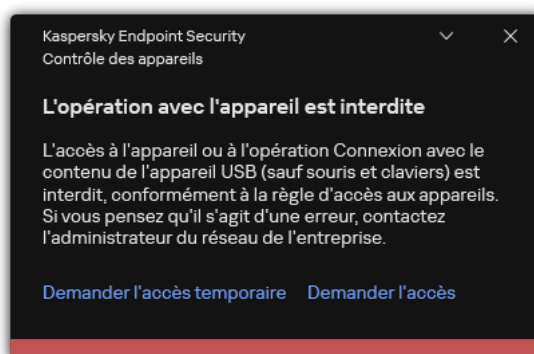 Kaspersky Endpoint Security
Contrôle des appareils
L'opération avec l'appareil est interdite
L'accès à l'appareil ou à l'opération Connexion avec le
contenu de l'appareil USB (sauf souris et claviers) est
interdit, conformément à la règle d'accès aux appareils.
Si vous pensez qu'il s'agit d'une erreur, contactez
l'administrateur du réseau de l'entreprise.
Demander l'accès temporaire Demander l'accès